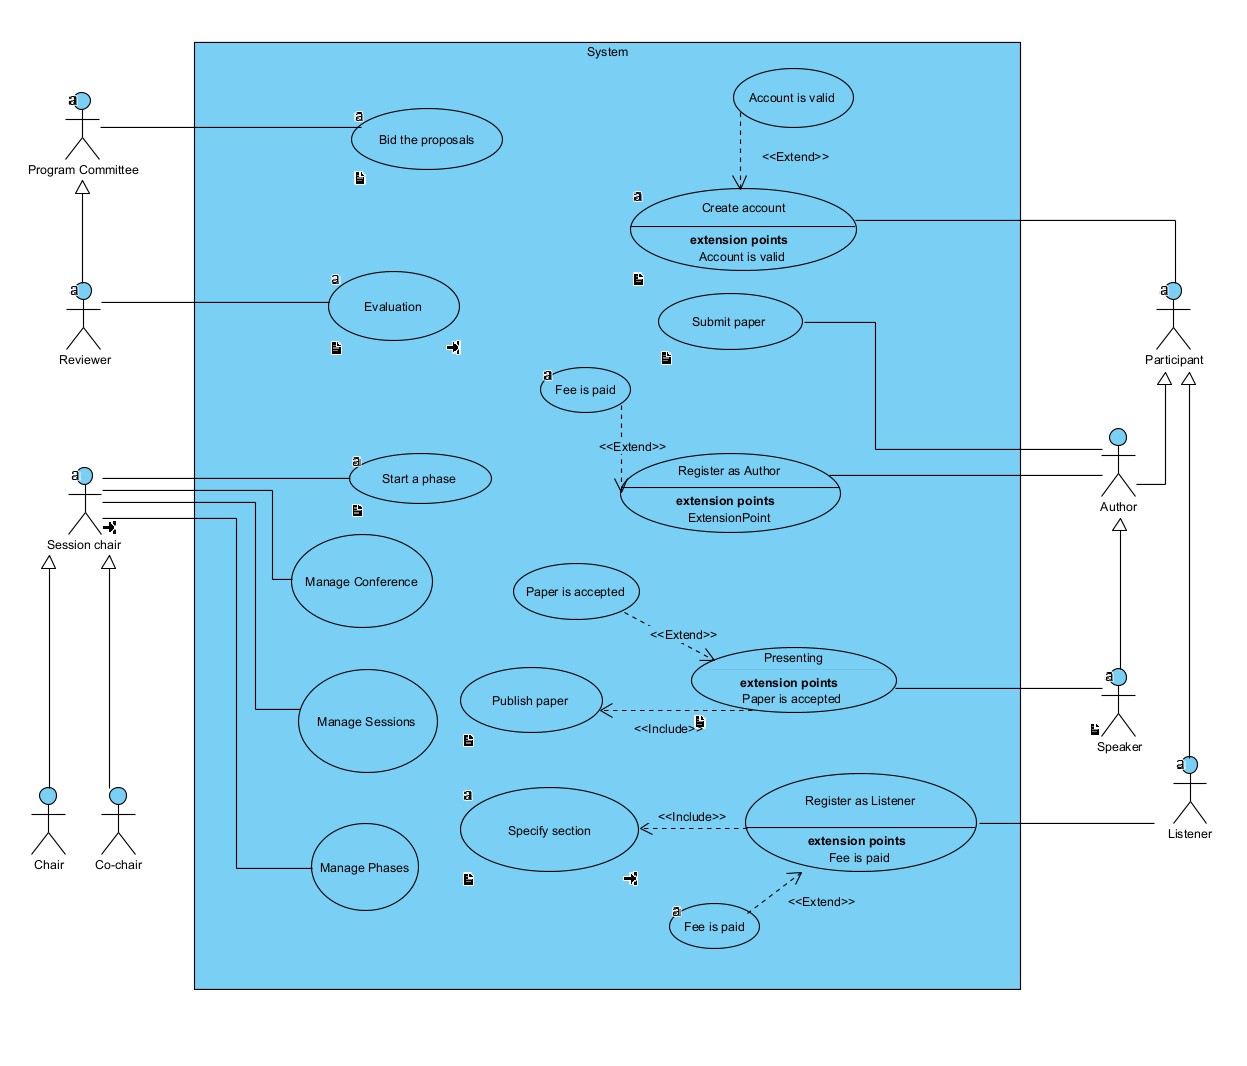 System
Account is valid
a
a
Bid the proposals
<<Extend>>
Program Committee
a
Create account
extension points
Account is valid
a
a
Evaluation
a
Submit paper
Reviewer
Participant
a
Fee is paid
<<Extend>>
a
Start a phase
Register as Author
extension points
ExtensionPoint
a
Session chair
Author
Manage Conference
Paper is accepted
<<Extend>>
Presenting
extension points
Paper is accepted
Publish paper
<<Include>>
a
Speaker
Manage Sessions
a
Specify section
<<Include>>
Register as Listener
extension points
Fee is paid
a
Listener
Chair
Co-chair
Manage Phases
<<Extend>>
a
Fee is paid